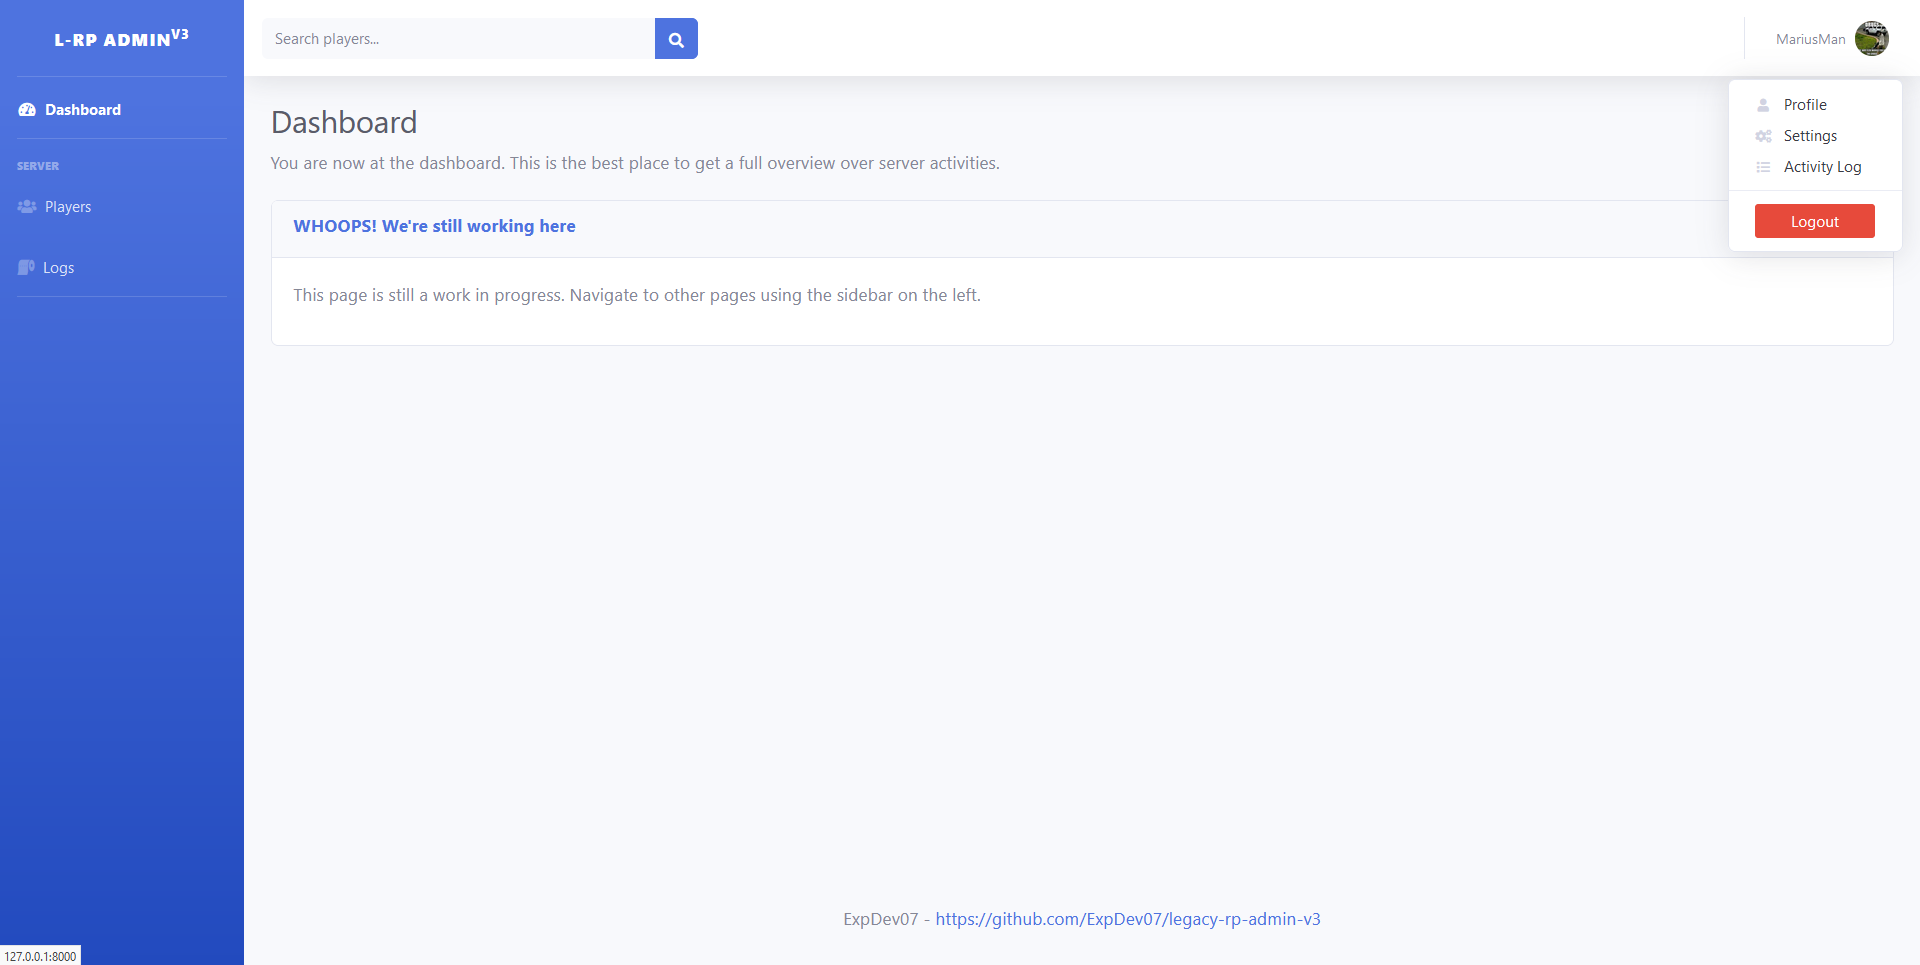 L-RP ADMIN V3
Search players...
MariusMan
Dashboard
SERVER
Players
Logs
Dashboard
You are now at the dashboard. This is the best place to get a full overview over server activities.
WHOOPS! We're still working here
This page is still a work in progress. Navigate to other pages using the sidebar on the left.
Profile
Settings
Activity Log
Logout
ExpDev07 - https://github.com/ExpDev07/legacy-rp-admin-v3
127.0.0.1:8000